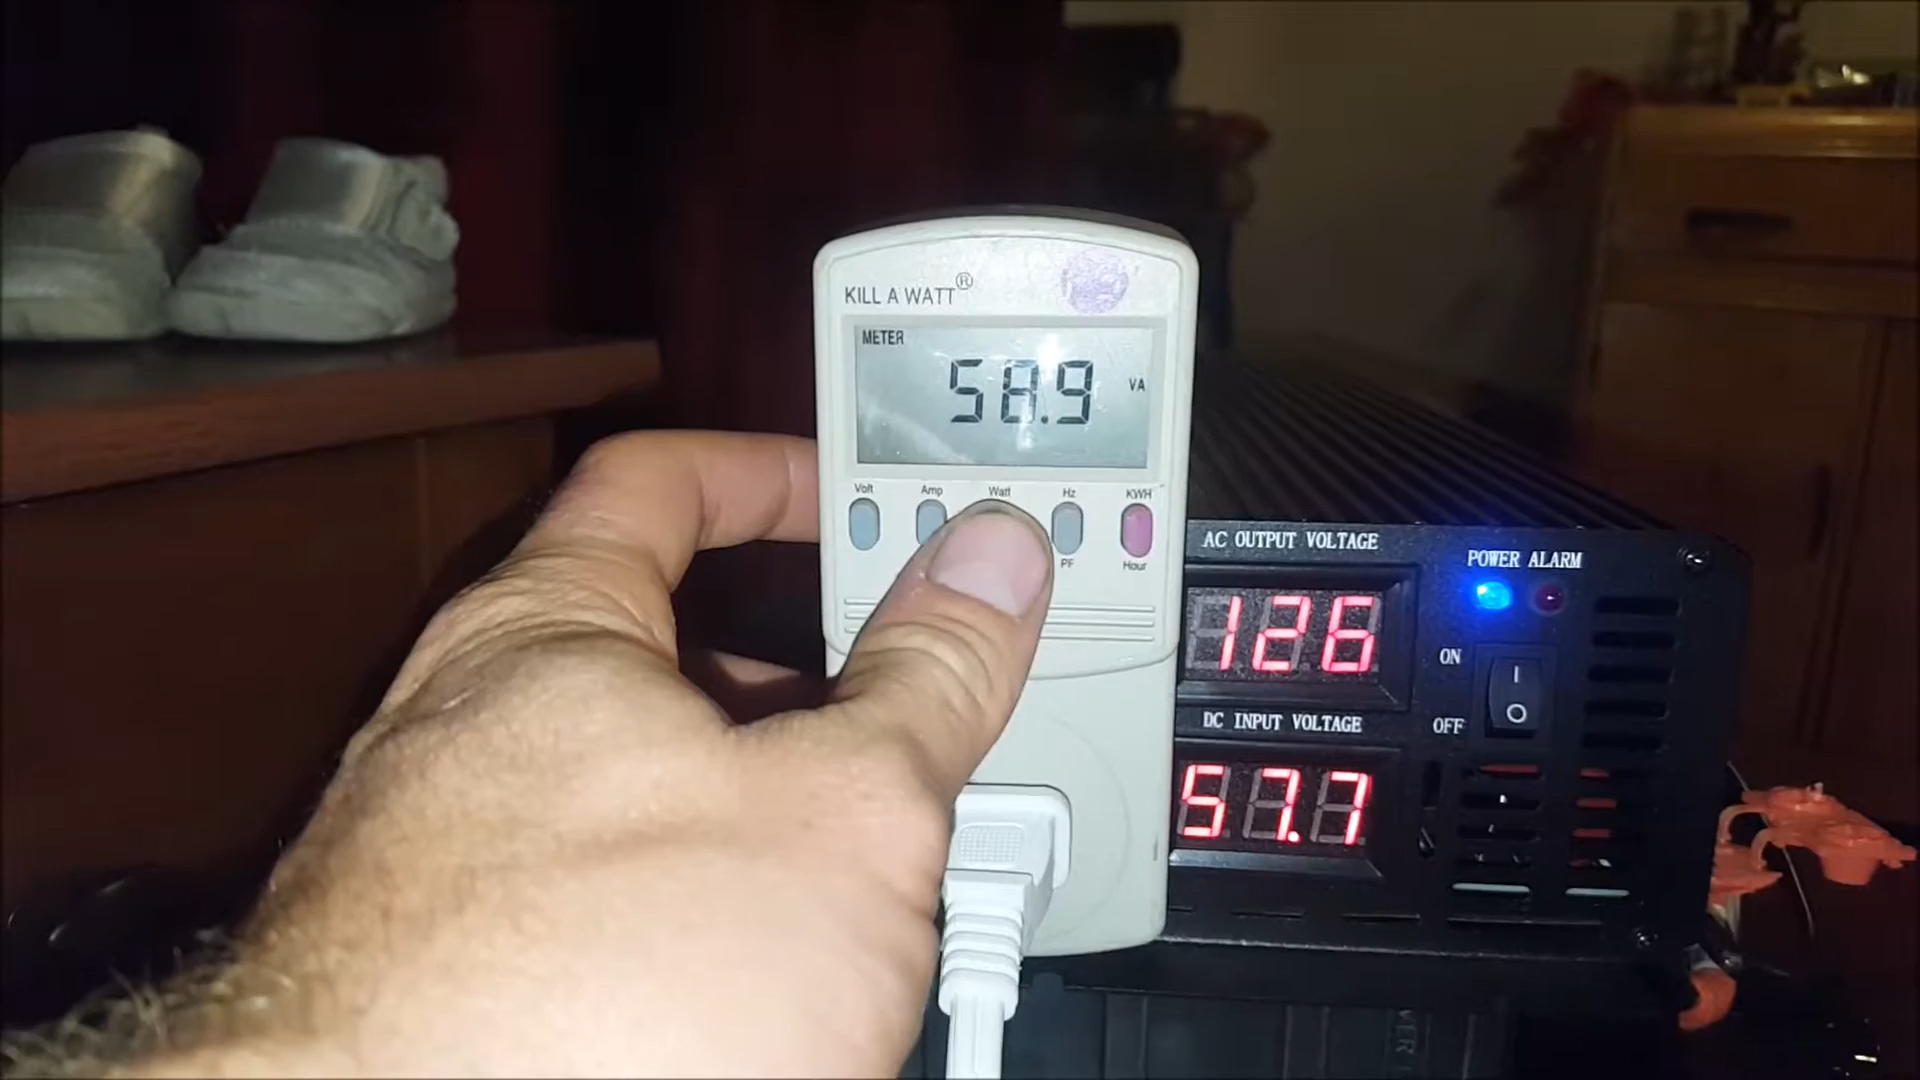 KILL A WATT®
METER
58.9 VA
Volt Amp Watt Hz KWH
PF Hour
AC OUTPUT VOLTAGE
126
POWER ALARM
ON
I
O
OFF
DC INPUT VOLTAGE
57.7